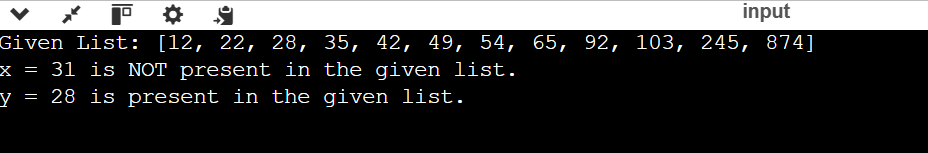 input
Given List: [12, 22, 28, 35, 42, 49, 54, 65, 92, 103, 245, 874]
x = 31 is NOT present in the given list.
y = 28 is present in the given list.